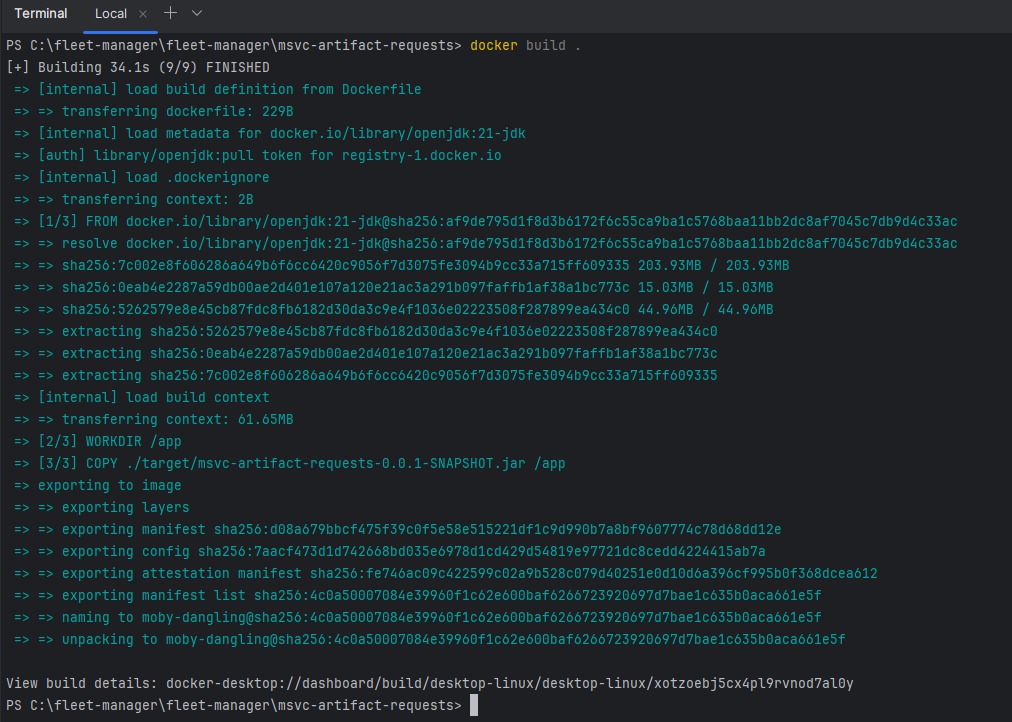 Terminal Local × + ⌄
PS C:\fleet-manager\fleet-manager\msvc-artifact-requests> docker build .
[+] Building 34.1s (9/9) FINISHED
=> [internal] load build definition from Dockerfile
=> => transferring dockerfile: 229B
=> [internal] load metadata for docker.io/library/openjdk:21-jdk
=> [auth] library/openjdk:pull token for registry-1.docker.io
=> [internal] load .dockerignore
=> => transferring context: 2B
=> [1/3] FROM docker.io/library/openjdk:21-jdk@sha256:af9de795d1f8d3b6172f6c55ca9ba1c5768baa11bb2dc8af7045c7db9d4c33ac
=> => resolve docker.io/library/openjdk:21-jdk@sha256:af9de795d1f8d3b6172f6c55ca9ba1c5768baa11bb2dc8af7045c7db9d4c33ac
=> => sha256:7c002e8f606286a649b6f6cc6420c9056f7d3075fe3094b9cc33a715ff609335 203.93MB / 203.93MB
=> => sha256:0eab4e2287a59db00ae2d401e107a120e21ac3a291b097faffb1af38a1bc773c 15.03MB / 15.03MB
=> => sha256:5262579e8e45cb87fdc8fb6182d30da3c9e4f1036e02223508f287899ea434c0 44.96MB / 44.96MB
=> => extracting sha256:5262579e8e45cb87fdc8fb6182d30da3c9e4f1036e02223508f287899ea434c0
=> => extracting sha256:0eab4e2287a59db00ae2d401e107a120e21ac3a291b097faffb1af38a1bc773c
=> => extracting sha256:7c002e8f606286a649b6f6cc6420c9056f7d3075fe3094b9cc33a715ff609335
=> [internal] load build context
=> => transferring context: 61.65MB
=> [2/3] WORKDIR /app
=> [3/3] COPY ./target/msvc-artifact-requests-0.0.1-SNAPSHOT.jar /app
=> exporting to image
=> => exporting layers
=> => exporting manifest sha256:d08a679bbcf475f39c0f5e58e515221df1c9d990b7a8bf9607774c78d68dd12e
=> => exporting config sha256:7aacf473d1d742668bd035e6978d1cd429d54819e97721dc8cedd4224415ab7a
=> => exporting attestation manifest sha256:fe746ac09c422599c02a9b528c079d40251e0d10d6a396cf995b0f368dcea612
=> => exporting manifest list sha256:4c0a50007084e39960f1c62e600baf6266723920697d7bae1c635b0aca661e5f
=> => naming to moby-dangling@sha256:4c0a50007084e39960f1c62e600baf6266723920697d7bae1c635b0aca661e5f
=> => unpacking to moby-dangling@sha256:4c0a50007084e39960f1c62e600baf6266723920697d7bae1c635b0aca661e5f
View build details: docker-desktop://dashboard/build/desktop-linux/desktop-linux/xotzoebj5cx4pl9rvnod7al0y
PS C:\fleet-manager\fleet-manager\msvc-artifact-requests>